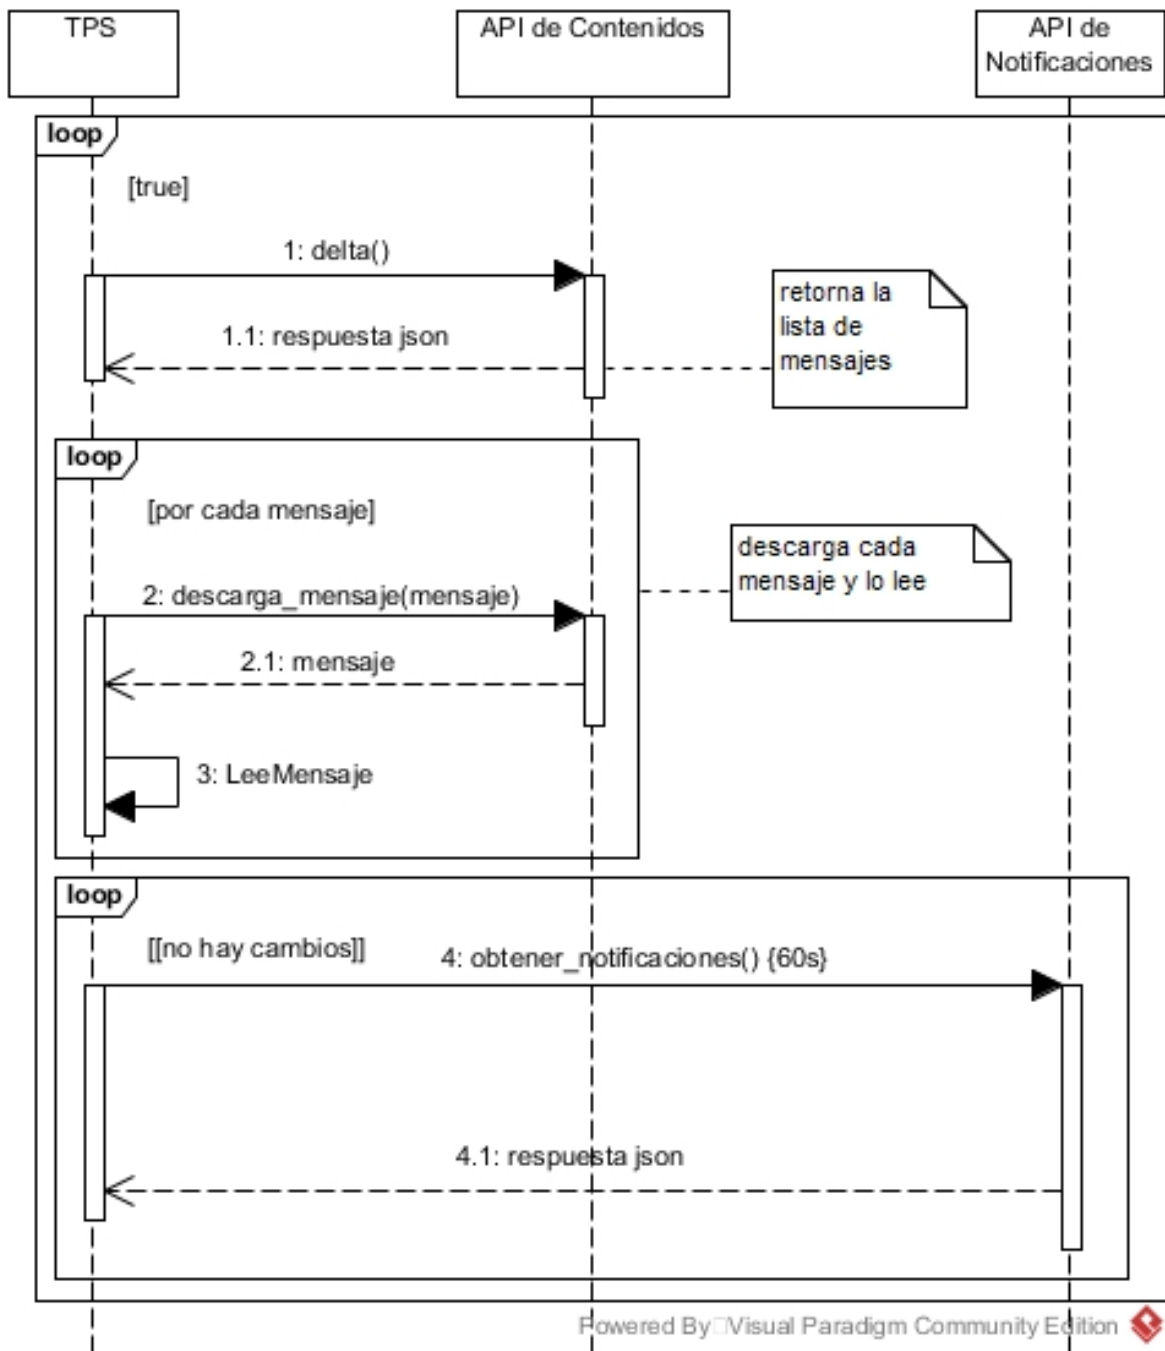 TPS
API de Contenidos
API de
Notificaciones
loop
[true]
1: delta()
retorna la
lista de
mensajes
1.1: respuesta json
loop
[por cada mensaje]
descarga cada
mensaje y lo lee
2: descarga_mensaje(mensaje)
2.1: mensaje
3: LeeMensaje
loop
[[no hay cambios]]
4: obtener_notificaciones() {60s}
4.1: respuesta json
Powered By Visual Paradigm Community Edition